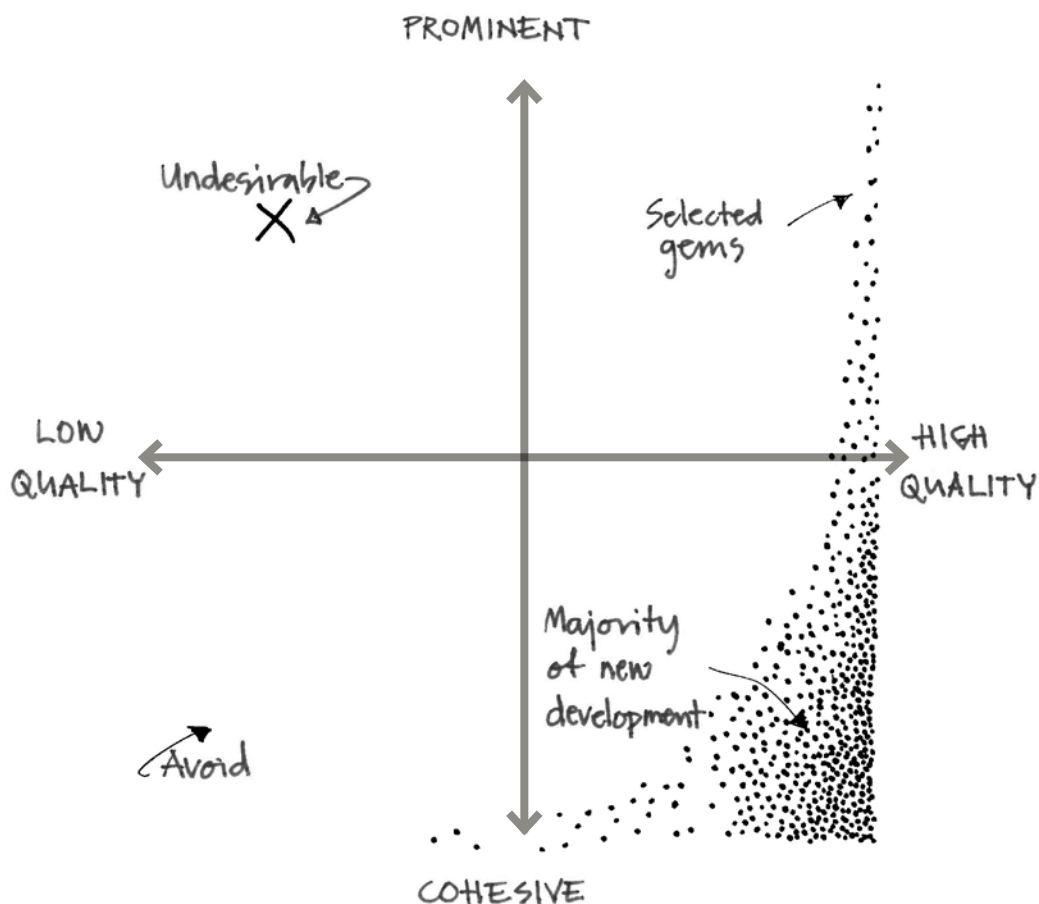 PROMINENT
Undesirable
Selected
gems
LOW
QUALITY
HIGH
QUALITY
Majority
of new
development
Avoid
COHESIVE